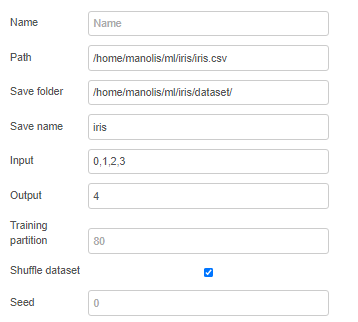 Name Name
Path /home/manolis/ml/iris/iris.csv
Save folder /home/manolis/ml/iris/dataset/
Save name iris
Input 0,1,2,3
Output 4
Training
partition 80
Shuffle dataset
Seed 0